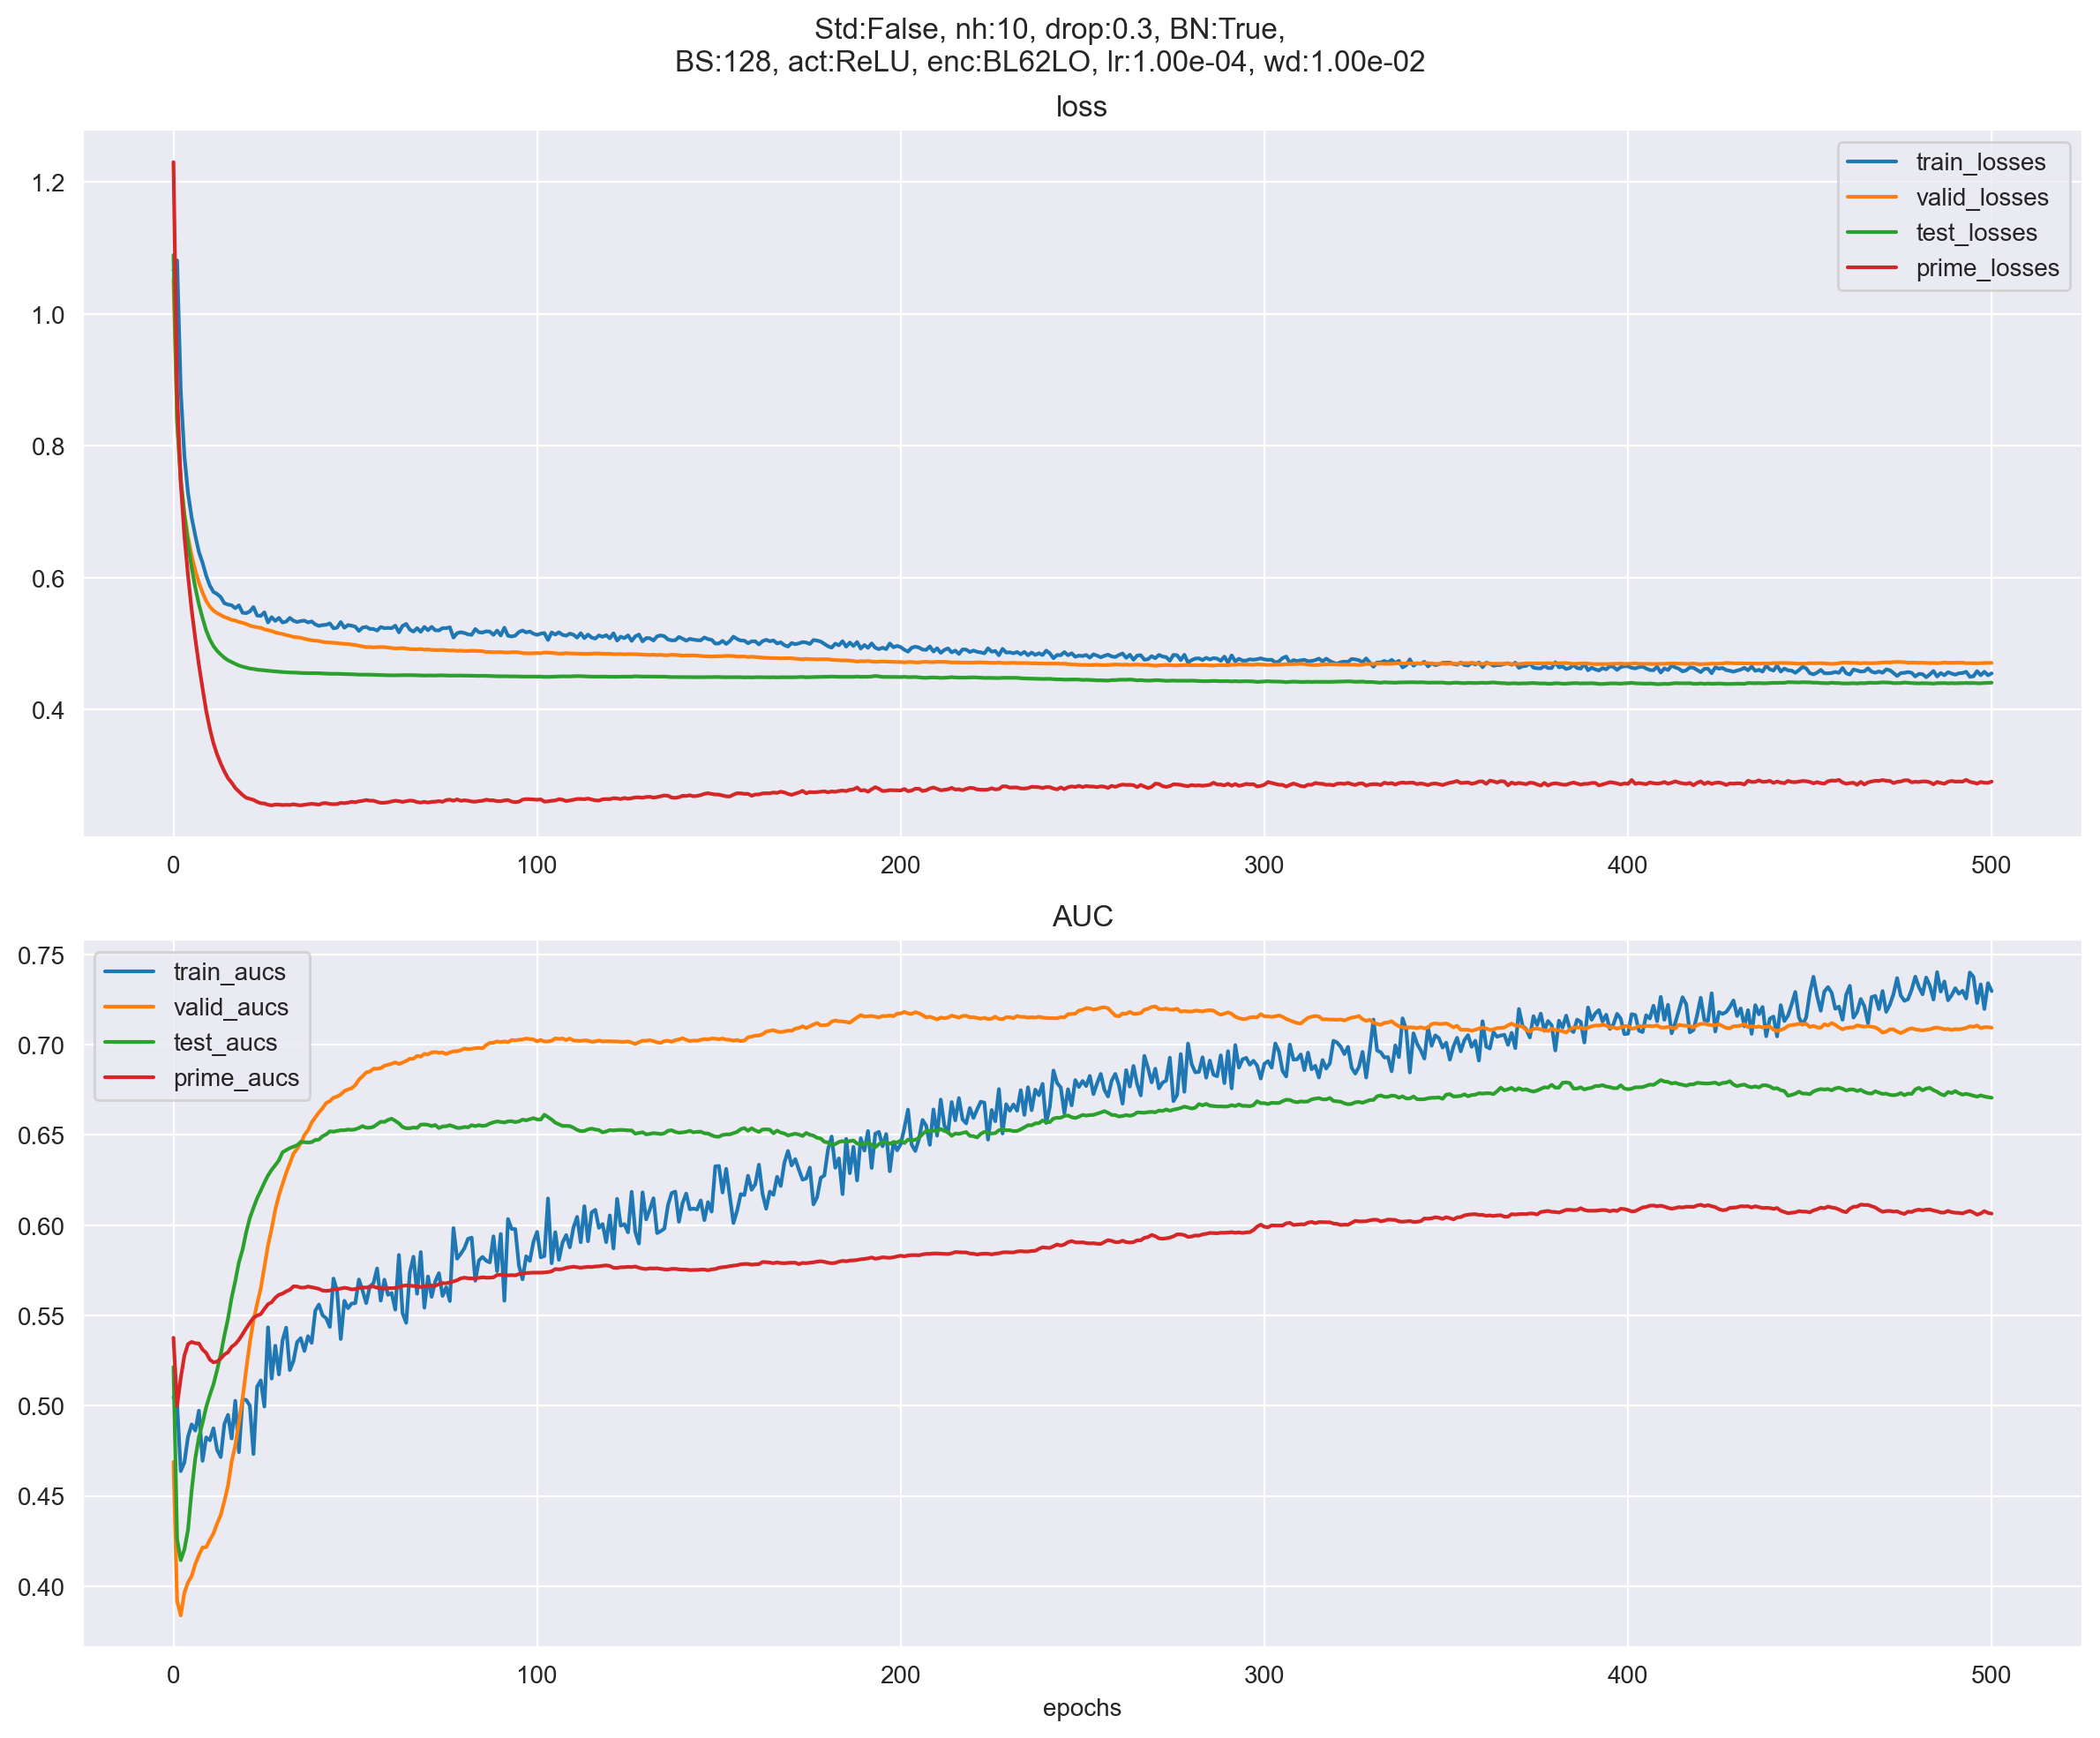 Std:False, nh:10, drop:0.3, BN:True,
BS:128, act:ReLU, enc:BL62LO, lr:1.00e-04, wd:1.00e-02
loss
1.2
1.0
0.8
0.6
0.4
train_losses
valid_losses
test_losses
prime_losses
0 100 200 300 400 500
AUC
0.75
0.70
0.65
0.60
0.55
0.50
0.45
0.40
train_aucs
valid_aucs
test_aucs
prime_aucs
0 100 200 300 400 500
epochs